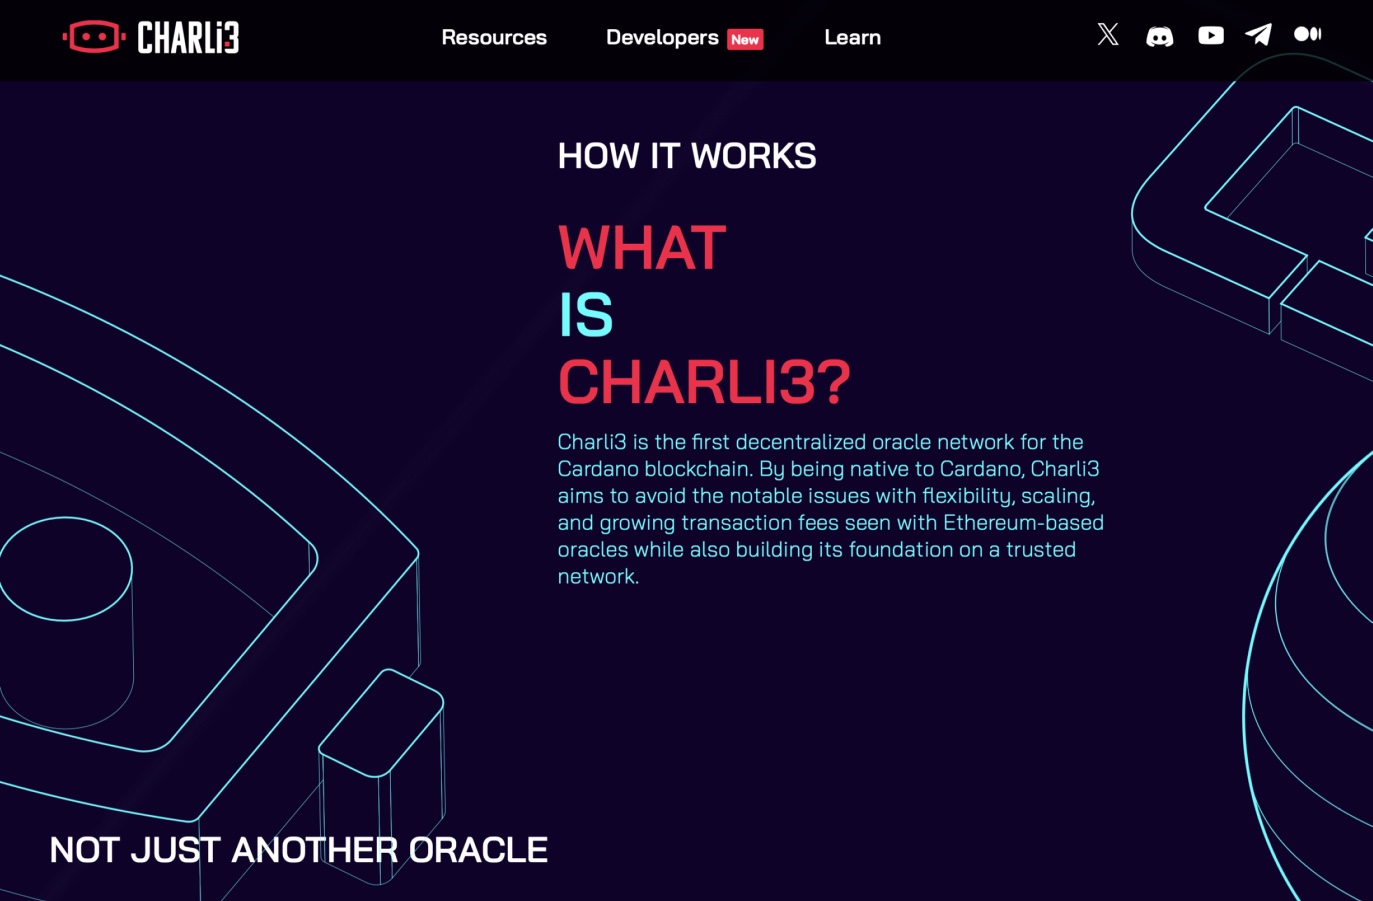 CHARLi3
Resources
Developers New
Learn
HOW IT WORKS
WHAT
IS
CHARLI3?
Charli3 is the first decentralized oracle network for the
Cardano blockchain. By being native to Cardano, Charli3
aims to avoid the notable issues with flexibility, scaling,
and growing transaction fees seen with Ethereum-based
oracles while also building its foundation on a trusted
network.
NOT JUST ANOTHER ORACLE